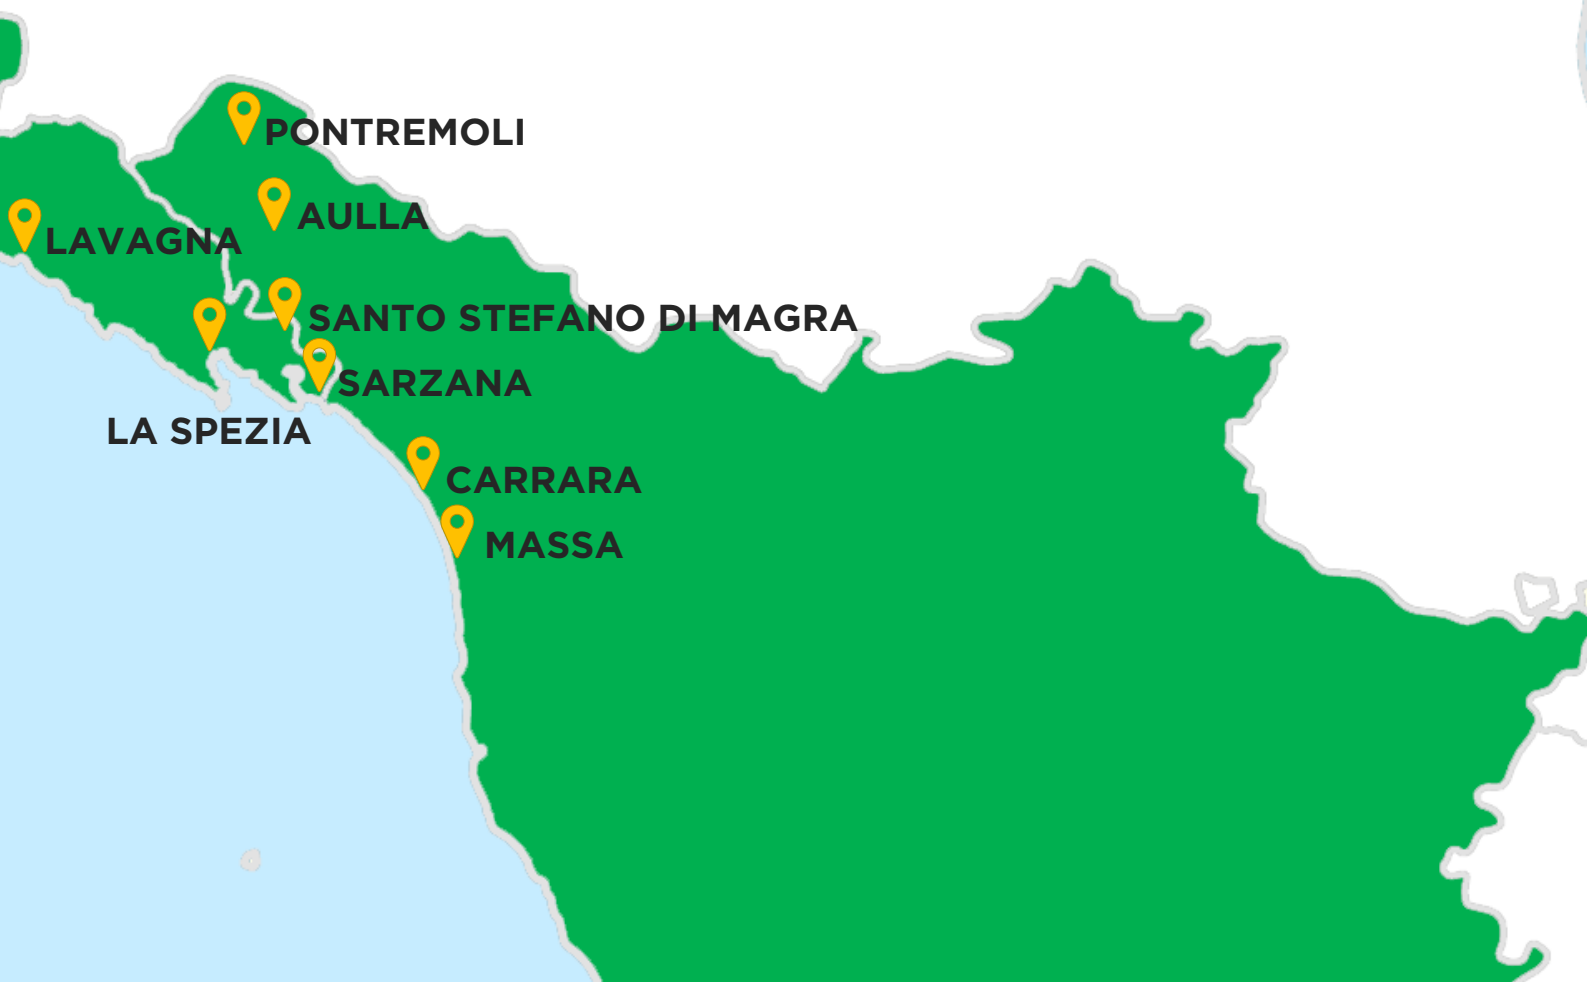 PONTREMOLI
AULLA
LAVAGNA
SANTO STEFANO DI MAGRA
SARZANA
LA SPEZIA
CARRARA
MASSA